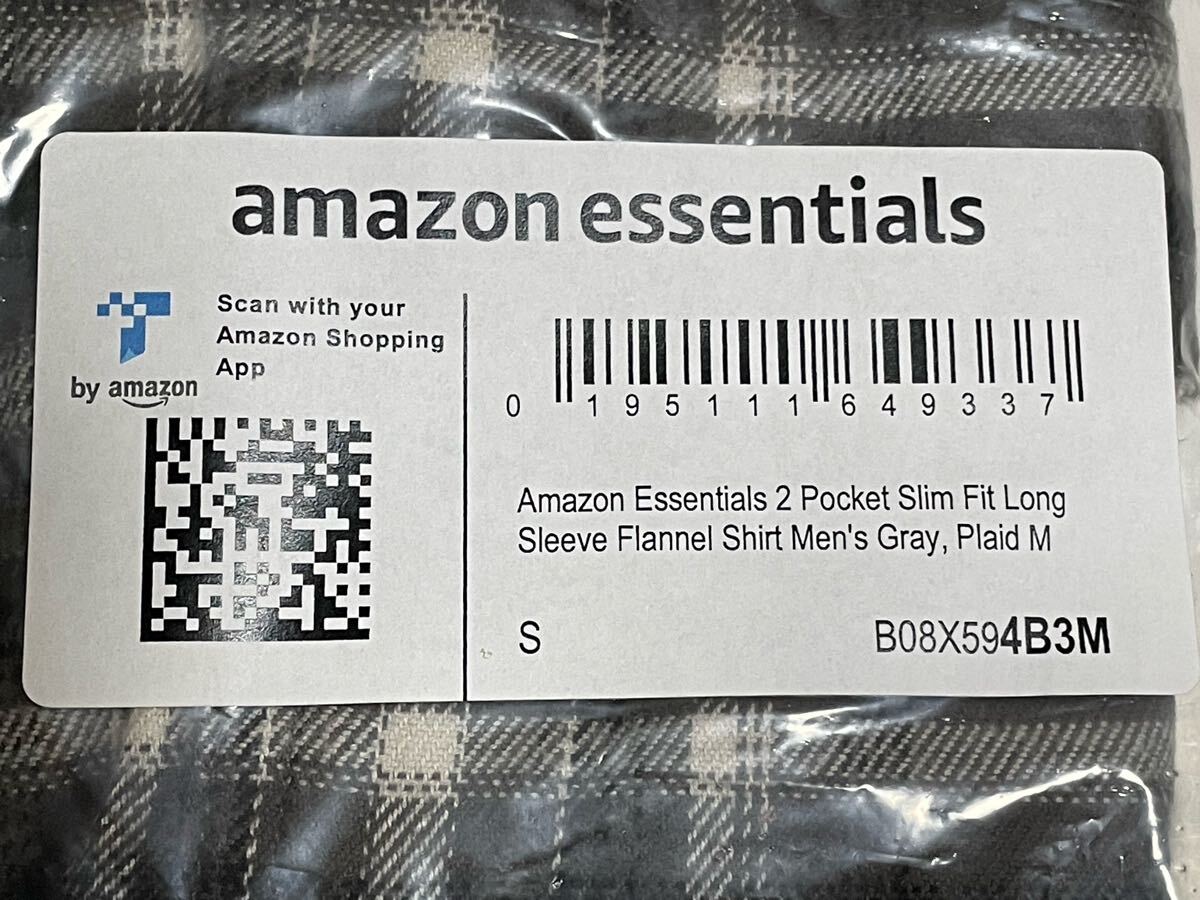 amazon essentials
Scan with your
Amazon Shopping
App
by amazon
0 195111 649337
Amazon Essentials 2 Pocket Slim Fit Long
Sleeve Flannel Shirt Men's Gray, Plaid M
S
B08X594B3M